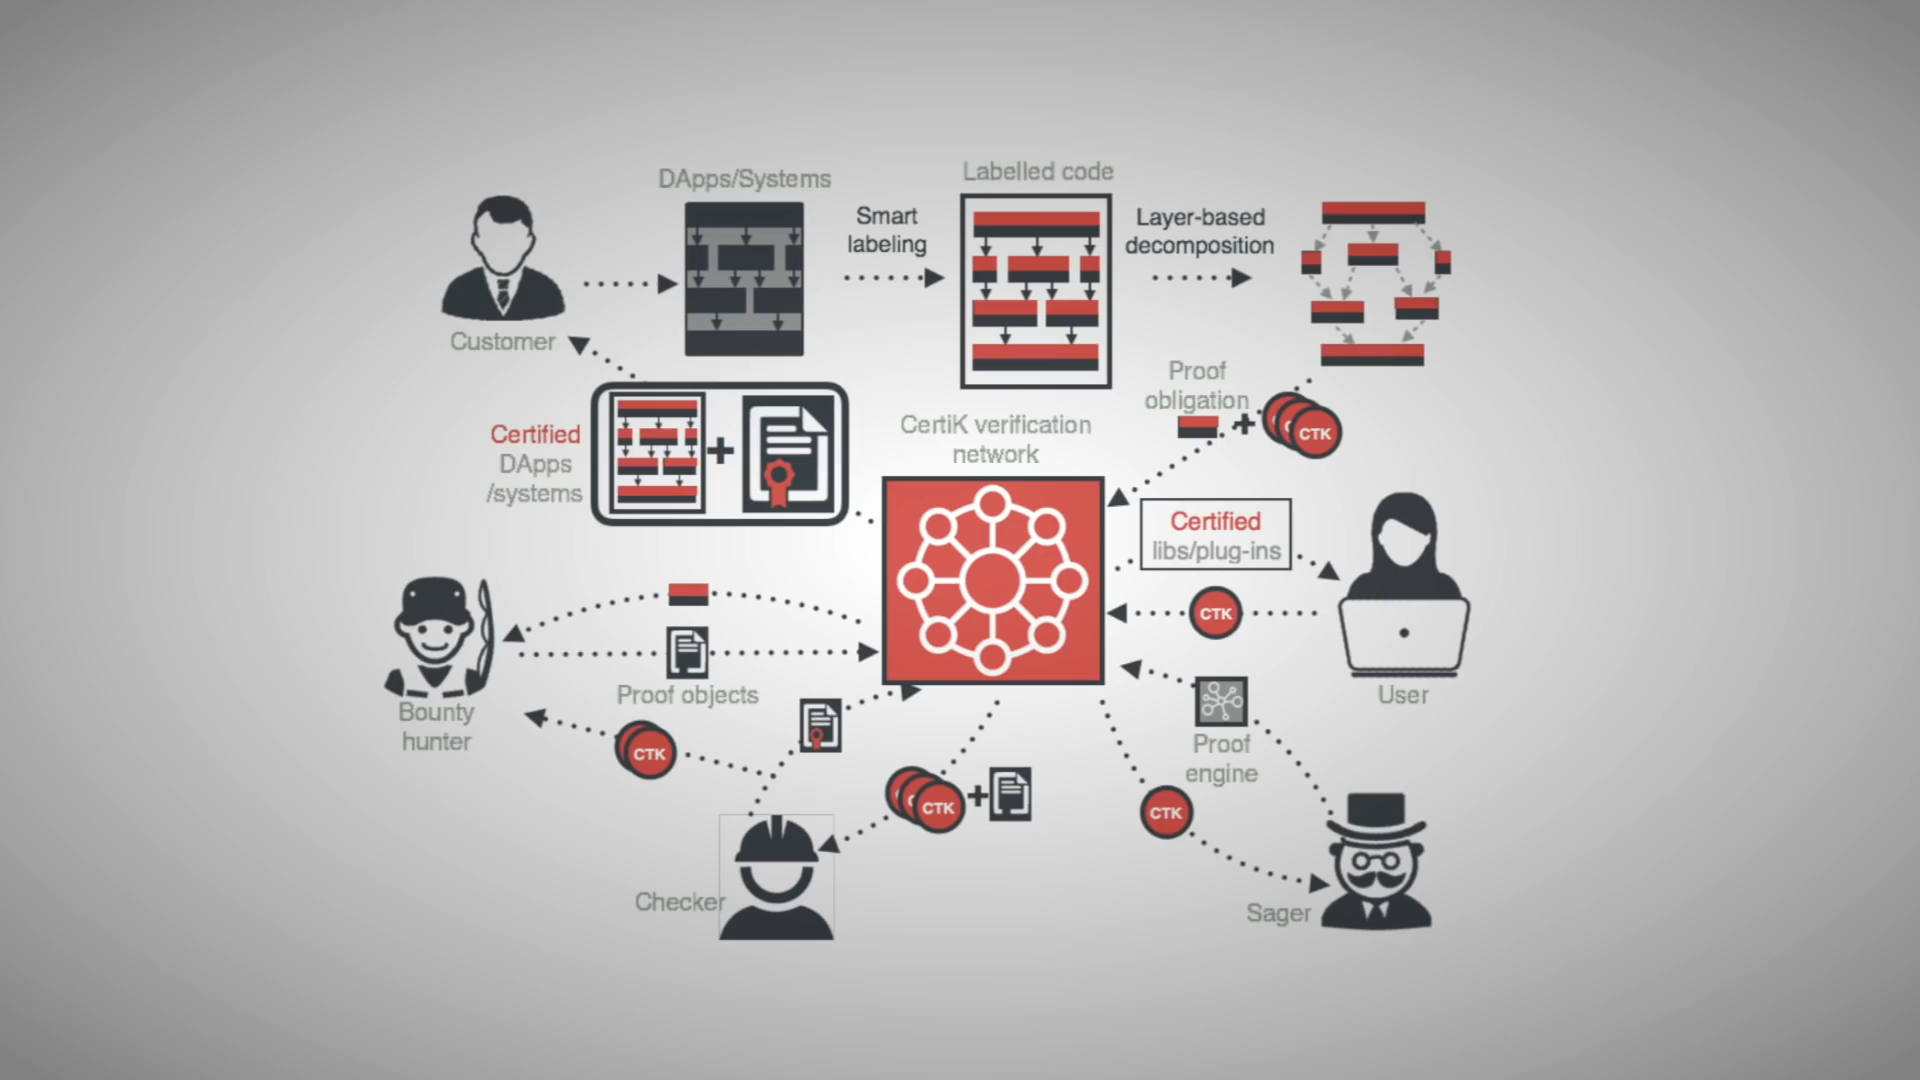 DApps/Systems
Labelled code
Smart
labeling
Layer-based
decomposition
Customer
Proof
obligation
CTK
CertiK verification
network
Certified
DApps
/systems
Certified
libs/plug-ins
CTK
User
Proof objects
Bounty
hunter
CTK
Proof
engine
CTK
CTK
Checker
Sager